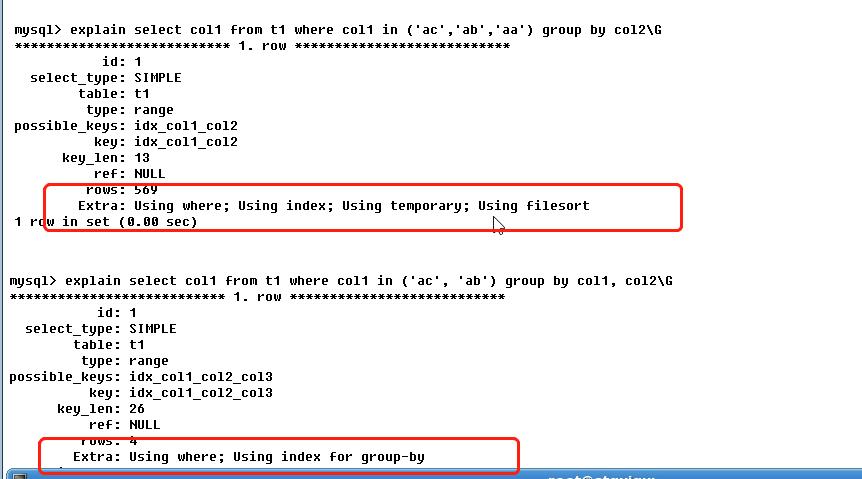 mysql> explain select col1 from t1 where col1 in ('ac','ab','aa') group by col2\G
*************************** 1. row ***************************
id: 1
select_type: SIMPLE
table: t1
type: range
possible_keys: idx_col1_col2
key: idx_col1_col2
key_len: 13
ref: NULL
rows: 569
Extra: Using where; Using index; Using temporary; Using filesort
1 row in set (0.00 sec)
mysql> explain select col1 from t1 where col1 in ('ac', 'ab') group by col1, col2\G
*************************** 1. row ***************************
id: 1
select_type: SIMPLE
table: t1
type: range
possible_keys: idx_col1_col2_col3
key: idx_col1_col2_col3
key_len: 26
ref: NULL
rows: 4
Extra: Using where; Using index for group-by